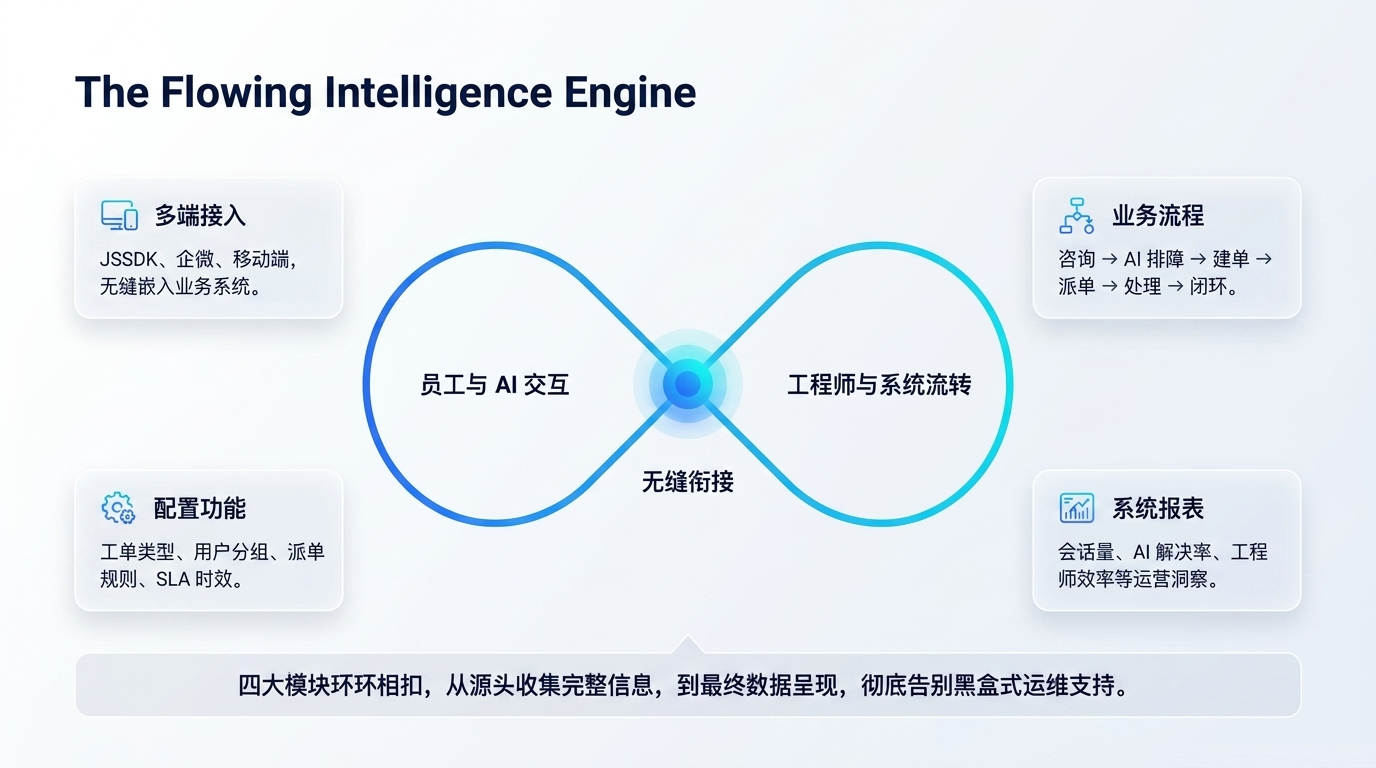 The Flowing Intelligence Engine
多端接入
JSSDK、企微、移动端，
无缝嵌入业务系统。
业务流程
咨询 → AI 排障 → 建单 →
派单 → 处理 → 闭环。
员工与 AI 交互
工程师与系统流转
无缝衔接
配置功能
工单类型、用户分组、派单
规则、SLA 时效。
系统报表
会话量、AI 解决率、工程
师效率等运营洞察。
四大模块环环相扣，从源头收集完整信息，到最终数据呈现，彻底告别黑盒式运维支持。